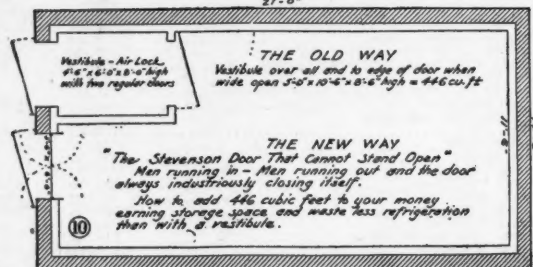 27'-0"
Vestibule - Air Lock
4'-6" x 6'-0" x 8'-6" high
with two regular doors
THE OLD WAY
Vestibule over all and to edge of door when
wide open 5'-0" x 10'-6" x 8'-6" high = 446 cu. ft
THE NEW WAY
"The Stevenson Door That Cannot Stand Open"
Men running in - Men running out and the door
always industriously closing itself.
How to add 446 cubic feet to your money
earning storage space and waste less refrigeration
than with a vestibule.
10